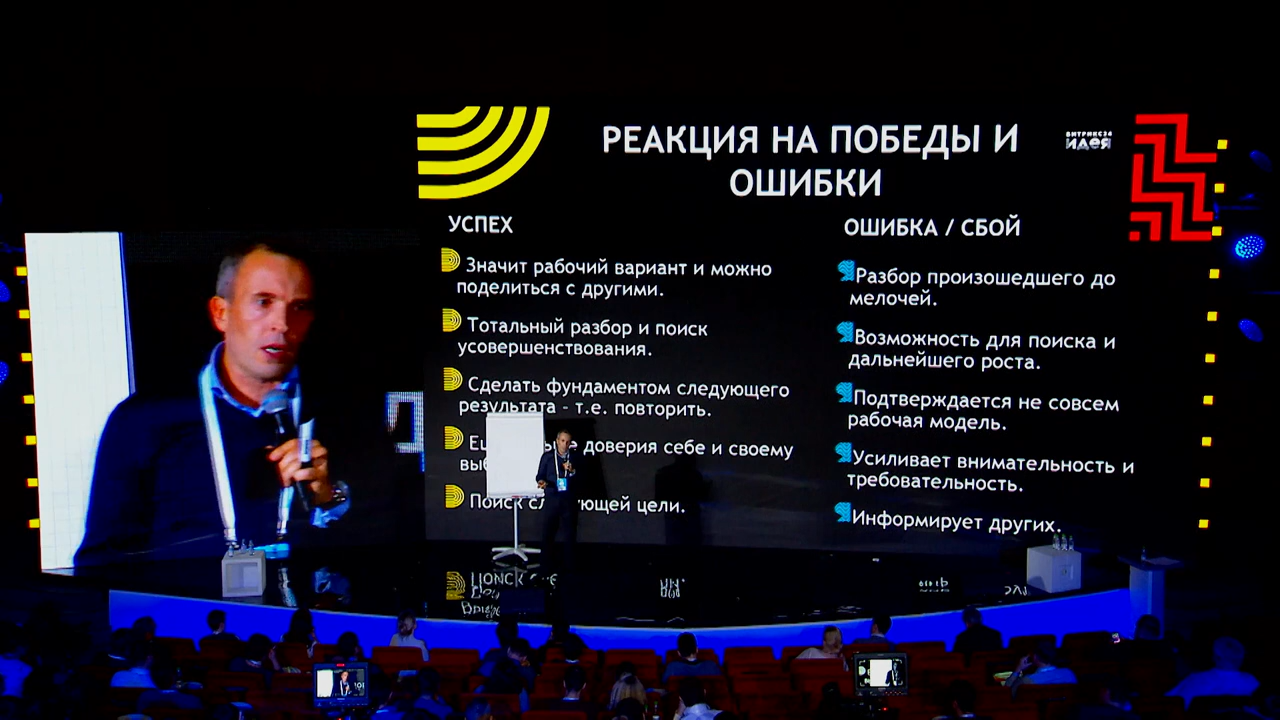 РЕАКЦИЯ НА ПОБЕДЫ И
ОШИБКИ
БИТРИКС24
ИДЕЯ
УСПЕХ
Значит рабочий вариант и можно
поделиться с другими.
Тотальный разбор и поиск
усовершенствования.
Сделать фундаментом следующего
результата - т.е. повторить.
доверия себе и своему
Поиск
цели.
ОШИБКА / СБОЙ
Разбор произошедшего до
мелочей.
Возможность для поиска и
дальнейшего роста.
Подтверждается не совсем
рабочая модель.
Усиливает внимательность и
требовательность.
Информирует других.